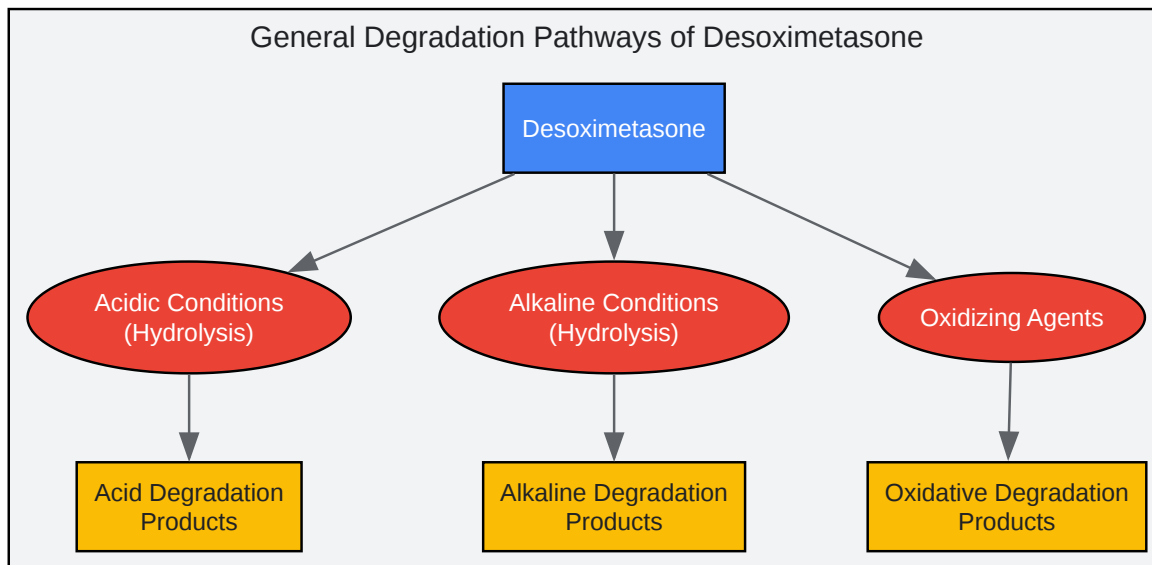 General Degradation Pathways of Desoximetasone
Desoximetasone
Acidic Conditions
(Hydrolysis)
Alkaline Conditions
(Hydrolysis)
Oxidizing Agents
Acid Degradation
Products
Alkaline Degradation
Products
Oxidative Degradation
Products